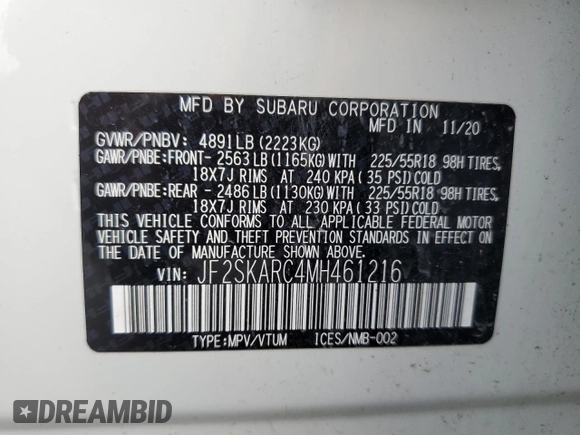 MFD BY SUBARU CORPORATION
MFD IN 11/20
GVWR/PNBV: 4891LB (2223KG)
GAWR/PNBE:FRONT- 2563LB (1165KG) WITH 225/55R18 98H TIRES,
18X7J RIMS AT 240 KPA (35 PSI) COLD
GAWR/PNBE:REAR - 2486LB (1130KG) WITH 225/55R18 98H TIRES,
18X7J RIMS AT 230 KPA (33 PSI) COLD
THIS VEHICLE CONFORMS TO ALL APPLICABLE FEDERAL MOTOR
VEHICLE SAFETY AND THEFT PREVENTION STANDARDS IN EFFECT ON
THE DATE OF MANUFACTURE SHOWN ABOVE.
VIN: JF2SKARC4MH461216
TYPE:MPV/VTUM ICES/NMB-002
DREAMBID